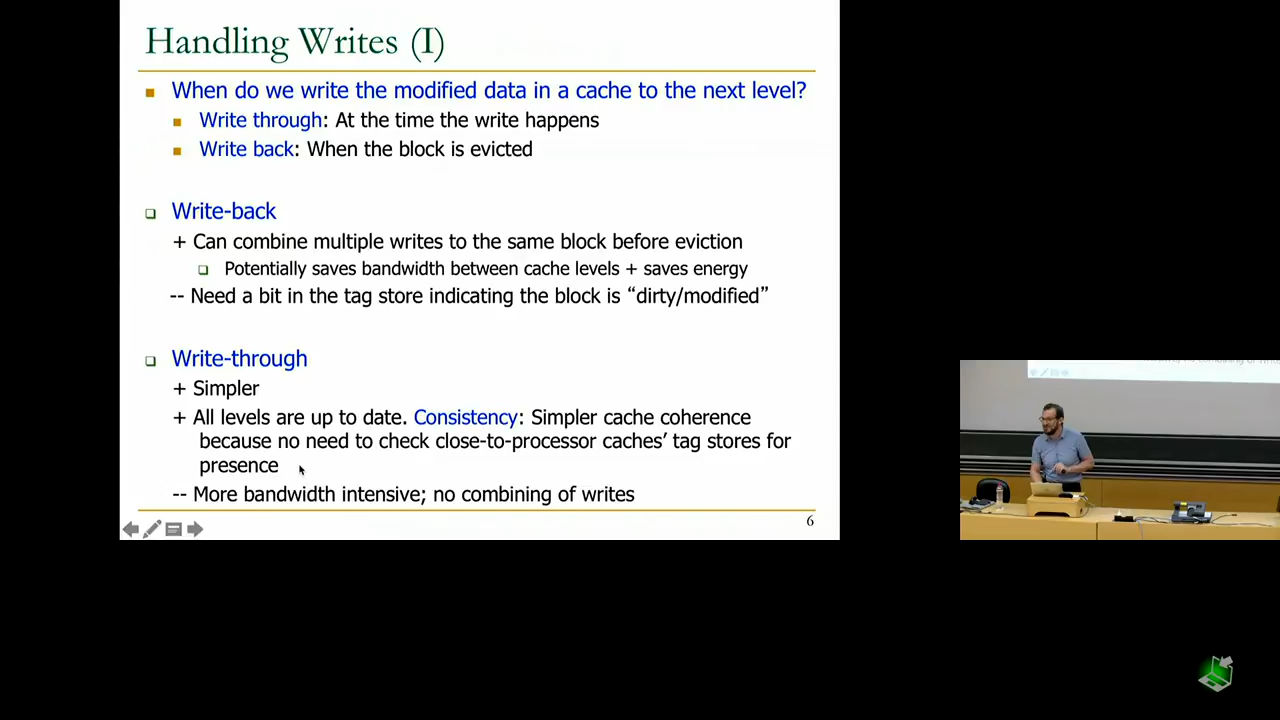 Handling Writes (I)
When do we write the modified data in a cache to the next level?
Write through: At the time the write happens
Write back: When the block is evicted
Write-back
+ Can combine multiple writes to the same block before eviction
Potentially saves bandwidth between cache levels + saves energy
-- Need a bit in the tag store indicating the block is “dirty/modified”
Write-through
+ Simpler
+ All levels are up to date. Consistency: Simpler cache coherence
because no need to check close-to-processor caches’ tag stores for
presence
-- More bandwidth intensive; no combining of writes
6